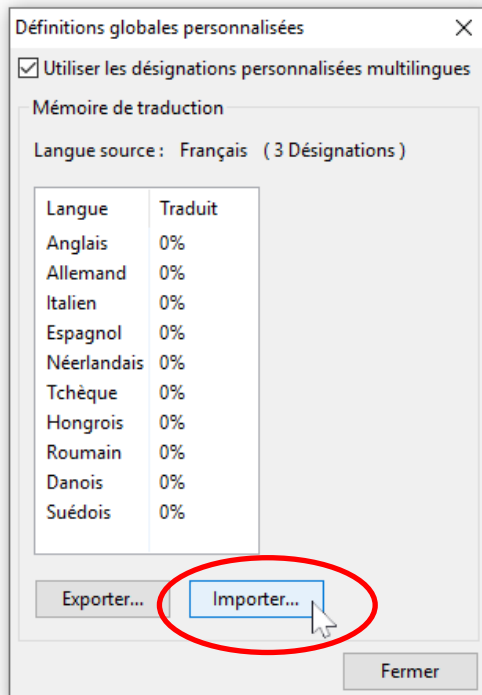 Définitions globales personnalisées
Utiliser les désignations personnalisées multilingues
Mémoire de traduction
Langue source : Français ( 3 Désignations )
Langue Traduit
Anglais 0%
Allemand 0%
Italien 0%
Espagnol 0%
Néerlandais 0%
Tchèque 0%
Hongrois 0%
Roumain 0%
Danois 0%
Suédois 0%
Exporter... Importer...
Fermer